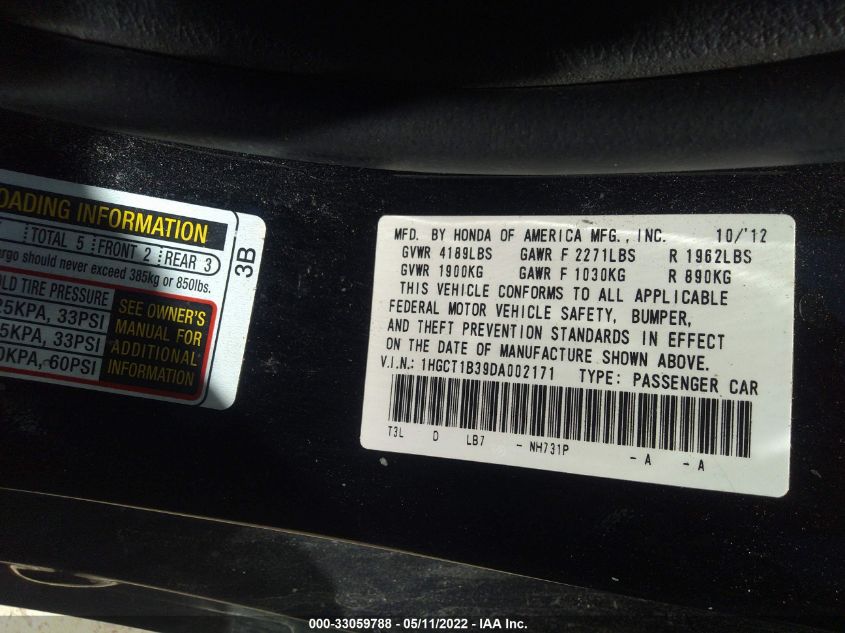 OADING INFORMATION
TOTAL 5 FRONT 2 REAR 3
argo should never exceed 385kg or 850lbs.
LD TIRE PRESSURE
25KPA, 33PSI
5KPA, 33PSI
0KPA, 60PSI
SEE OWNER'S
MANUAL FOR
ADDITIONAL
INFORMATION
3B
MFD. BY HONDA OF AMERICA MFG., INC. 10/'12
GVWR 4189LBS GAWR F 2271LBS R 1962LBS
GVWR 1900KG GAWR F 1030KG R 890KG
THIS VEHICLE CONFORMS TO ALL APPLICABLE
FEDERAL MOTOR VEHICLE SAFETY, BUMPER,
AND THEFT PREVENTION STANDARDS IN EFFECT
ON THE DATE OF MANUFACTURE SHOWN ABOVE.
V.I.N.: 1HGCT1B39DA002171 TYPE: PASSENGER CAR
T3L D LB7 - NH731P - A - A
000-33059788 - 05/11/2022 - IAA Inc.